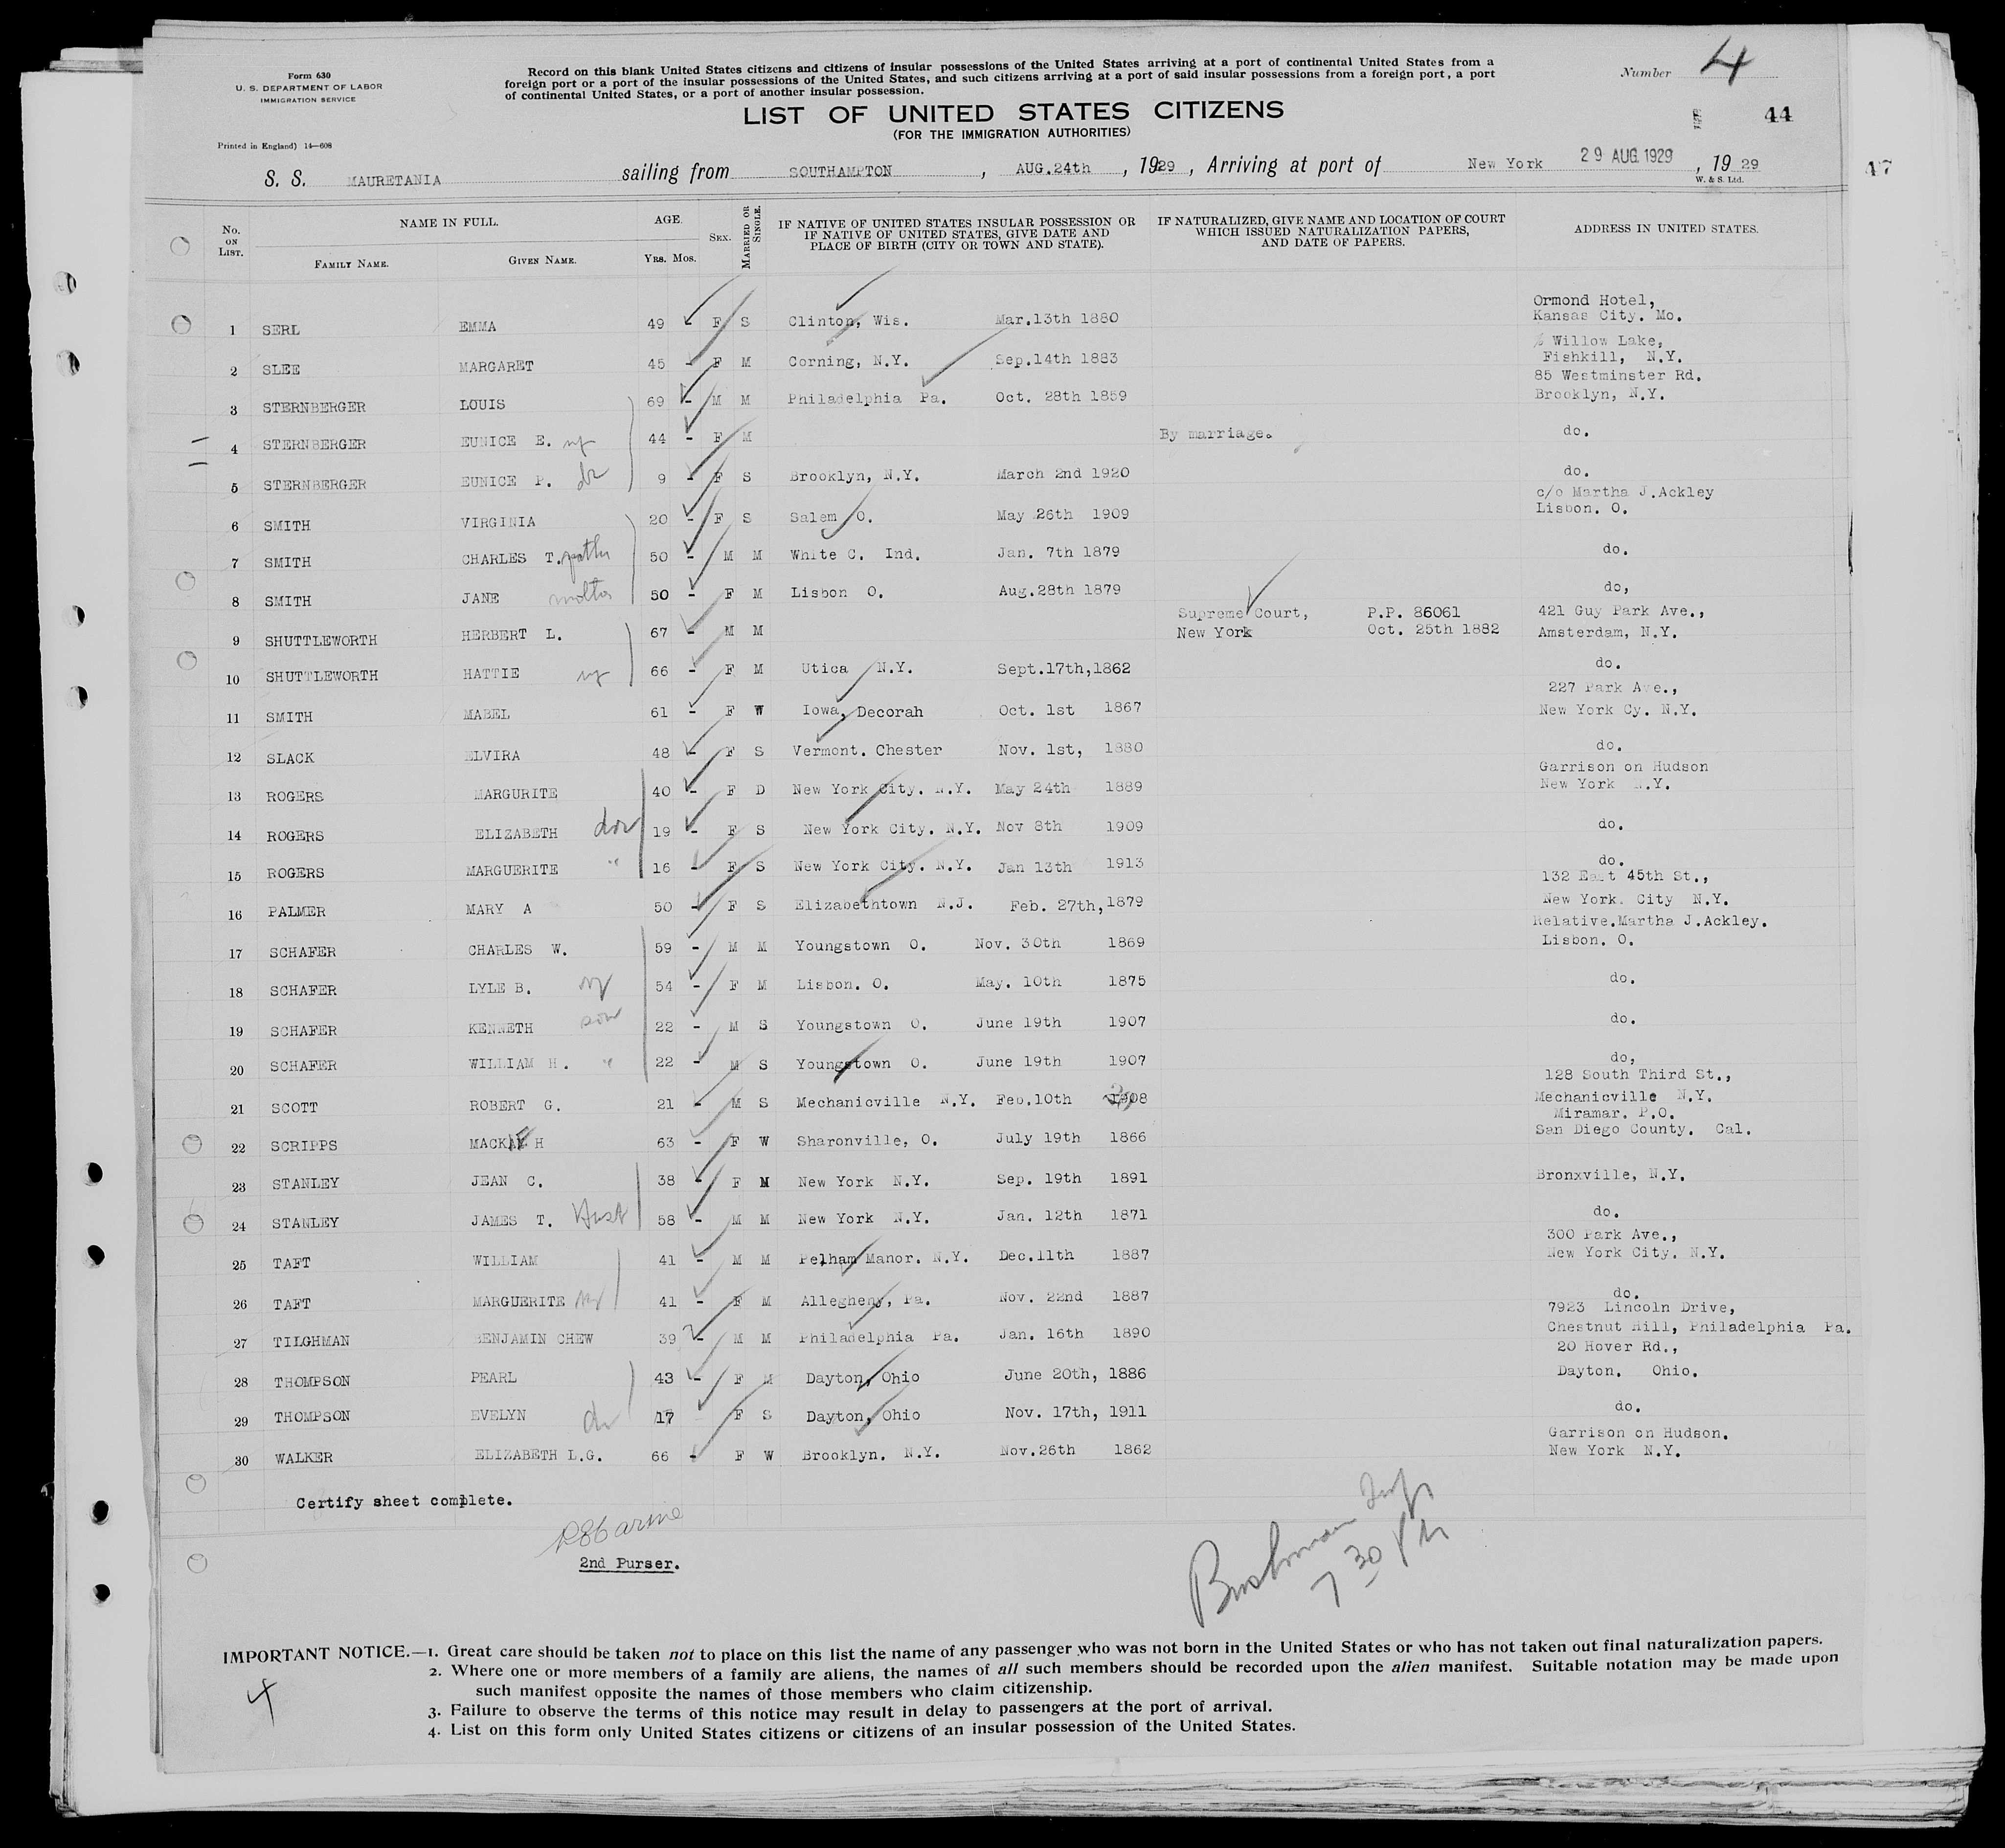 Form 630
U. S. DEPARTMENT OF LABOR
IMMIGRATION SERVICE
Printed in England) 14—608
Record on this blank United States citizens and citizens of insular possessions of the United States arriving at a port of continental United States from a
foreign port or a port of the insular possessions of the United States, and such citizens arriving at a port of said insular possessions from a foreign port, a port
of continental United States, or a port of another insular possession.
Number 4
44
47
LIST OF UNITED STATES CITIZENS
(FOR THE IMMIGRATION AUTHORITIES)
S. S. MAURETANIA sailing from SOUTHAMPTON, AUG.24th, 1929, Arriving at port of New York 29 AUG. 1929, 1929
W. & S. Ltd.
No. ON LIST. NAME IN FULL. FAMILY NAME. GIVEN NAME. AGE. YRS. MOS. SEX. MARRIED OR SINGLE. IF NATIVE OF UNITED STATES INSULAR POSSESSION OR IF NATIVE OF UNITED STATES, GIVE DATE AND PLACE OF BIRTH (CITY OR TOWN AND STATE). IF NATURALIZED, GIVE NAME AND LOCATION OF COURT WHICH ISSUED NATURALIZATION PAPERS, AND DATE OF PAPERS. ADDRESS IN UNITED STATES.
1 SERL EMMA 49 - F S Clinton, Wis. Mar.13th 1880 Ormond Hotel, Kansas City. Mo.
2 SLEE MARGARET 45 - F M Corning, N.Y. Sep.14th 1883 Willow Lake, Fishkill, N.Y.
3 STERNBERGER LOUIS 69 - M M Philadelphia Pa. Oct. 28th 1859 85 Westminster Rd. Brooklyn, N.Y.
4 STERNBERGER EUNICE E. wf 44 - F M By marriage. do.
5 STERNBERGER EUNICE P. dr 9 - F S Brooklyn, N.Y. March 2nd 1920 do.
6 SMITH VIRGINIA 20 - F S Salem O. May 26th 1909 c/o Martha J.Ackley Lisbon. O.
7 SMITH CHARLES T. father 50 - M M White C. Ind. Jan. 7th 1879 do.
8 SMITH JANE mother 50 - F M Lisbon O. Aug.28th 1879 do,
9 SHUTTLEWORTH HERBERT L. 67 - M M Supreme Court, New York P.P. 86061 Oct. 25th 1882 421 Guy Park Ave., Amsterdam, N.Y.
10 SHUTTLEWORTH HATTIE wf 66 - F M Utica N.Y. Sept.17th,1862 do.
11 SMITH MABEL 61 - F W Iowa, Decorah Oct. 1st 1867 227 Park Ave., New York Cy. N.Y.
12 SLACK ELVIRA 48 - F S Vermont. Chester Nov. 1st, 1880 do.
13 ROGERS MARGURITE 40 - F D New York City. N.Y. May 24th 1889 Garrison on Hudson New York N.Y.
14 ROGERS ELIZABETH dau 19 - F S New York City. N.Y. Nov 8th 1909 do.
15 ROGERS MARGUERITE " 16 - F S New York City. N.Y. Jan 13th 1913 do.
16 PALMER MARY A 50 - F S Elizabethtown N.J. Feb. 27th,1879 132 East 45th St., New York. City N.Y.
17 SCHAFER CHARLES W. 59 - M M Youngstown O. Nov. 30th 1869 Relative.Martha J.Ackley. Lisbon. O.
18 SCHAFER LYLE B. wf 54 - F M Lisbon. O. May. 10th 1875 do.
19 SCHAFER KENNETH son 22 - M S Youngstown O. June 19th 1907 do.
20 SCHAFER WILLIAM H. " 22 - M S Youngstown O. June 19th 1907 do,
21 SCOTT ROBERT G. 21 - M S Mechanicville N.Y. Feb.10th 1908 128 South Third St., Mechanicville N.Y.
22 SCRIPPS H 63 - F W Sharonville, O. July 19th 1866 Miramar. P.O. San Diego County. Cal.
23 STANLEY JEAN C. 38 - F M New York N.Y. Sep. 19th 1891 Bronxville, N.Y.
24 STANLEY JAMES T. Hust 58 - M M New York N.Y. Jan. 12th 1871 do.
25 TAFT WILLIAM 41 - M M Pelham Manor. N.Y. Dec.11th 1887 300 Park Ave., New York City. N.Y.
26 TAFT MARGUERITE wf 41 - F M Allegheny, Pa. Nov. 22nd 1887 do.
27 TILGHMAN BENJAMIN CHEW 39 - M M Philadelphia Pa. Jan. 16th 1890 7923 Lincoln Drive, Chestnut Hill, Philadelphia Pa.
28 THOMPSON PEARL 43 - F M Dayton, Ohio June 20th, 1886 20 Hover Rd., Dayton. Ohio.
29 THOMPSON EVELYN dr 17 F S Dayton, Ohio Nov. 17th, 1911 do.
30 WALKER ELIZABETH L.G. 66 - F W Brooklyn. N.Y. Nov.26th 1862 Garrison on Hudson. New York N.Y.
Certify sheet complete.
2nd Purser.
7 30
IMPORTANT NOTICE.—1. Great care should be taken not to place on this list the name of any passenger who was not born in the United States or who has not taken out final naturalization papers.
2. Where one or more members of a family are aliens, the names of all such members should be recorded upon the alien manifest. Suitable notation may be made upon
such manifest opposite the names of those members who claim citizenship.
3. Failure to observe the terms of this notice may result in delay to passengers at the port of arrival.
4. List on this form only United States citizens or citizens of an insular possession of the United States.
4